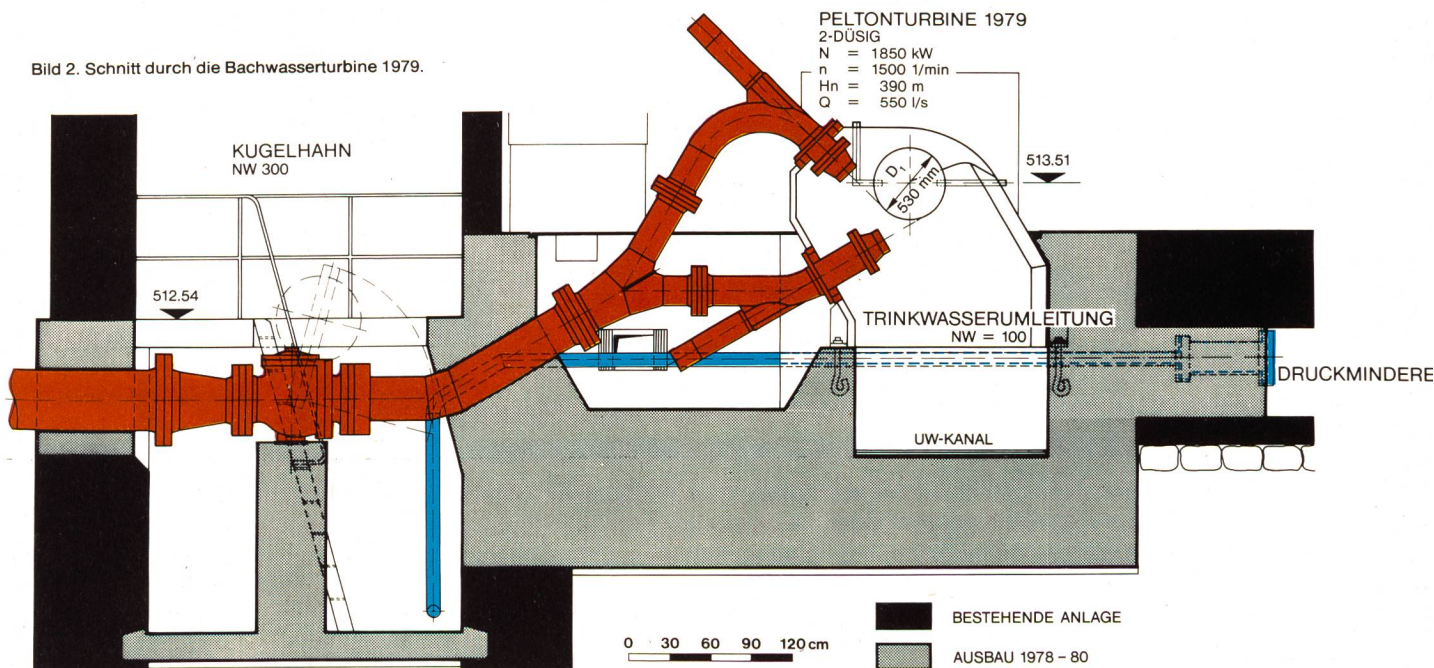 Bild 2. Schnitt durch die Bachwasserturbine 1979.
PELTONTURBINE 1979
2-DÜSIG
N = 1850 kW
n = 1500 1/min
Hn = 390 m
Q = 550 l/s
KUGELHAHN
NW 300
D₁
530 mm
513.51
512.54
TRINKWASSERUMLEITUNG
NW = 100
DRUCKMINDERE
UW-KANAL
0 30 60 90 120 cm
BESTEHENDE ANLAGE
AUSBAU 1978 – 80